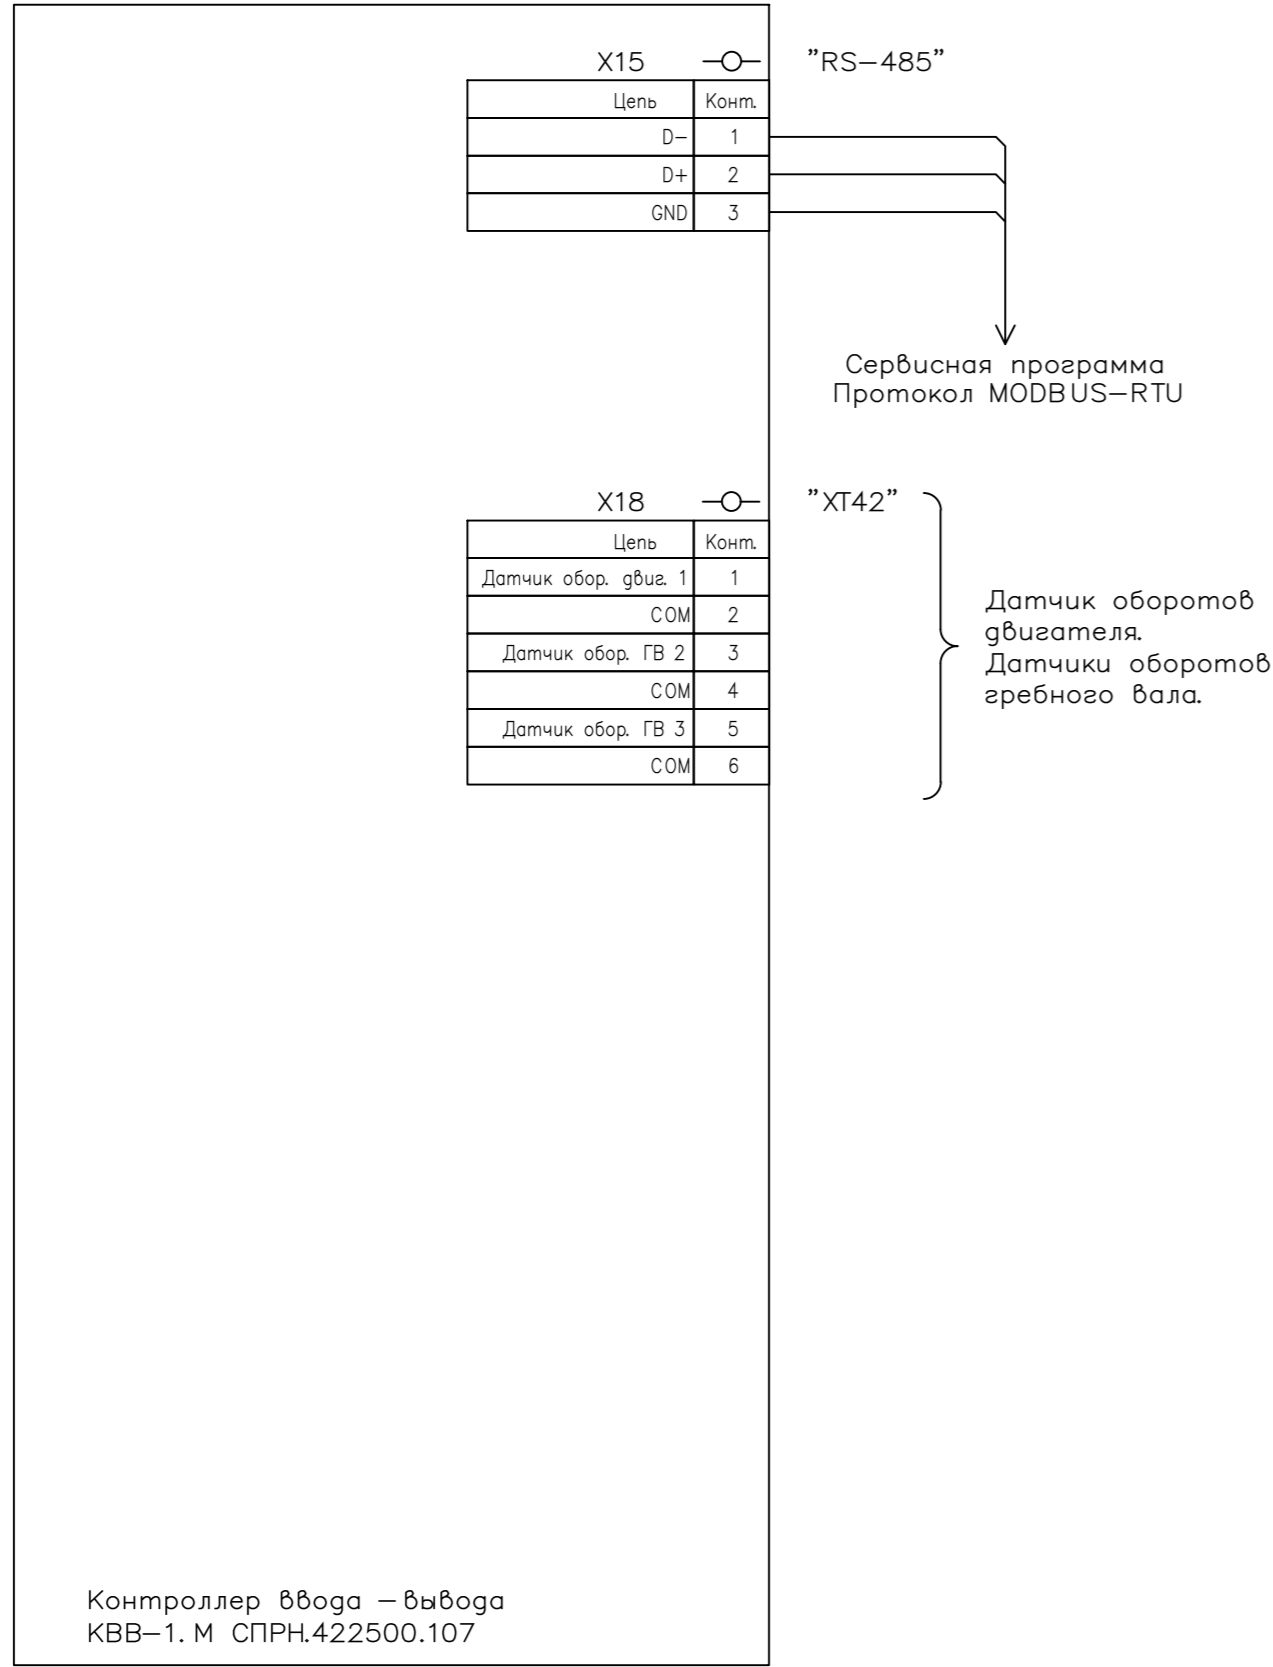 X15 "RS-485"
Цепь Конт.
D- 1
D+ 2
GND 3
Сервисная программа
Протокол MODBUS-RTU
X18 "XT42"
Цепь Конт.
Датчик обор. двиг. 1 1
COM 2
Датчик обор. ГВ 2 3
COM 4
Датчик обор. ГВ 3 5
COM 6
Датчик оборотов
двигателя.
Датчики оборотов
гребного вала.
Контроллер ввода -вывода
КВВ-1.М СПРН.422500.107